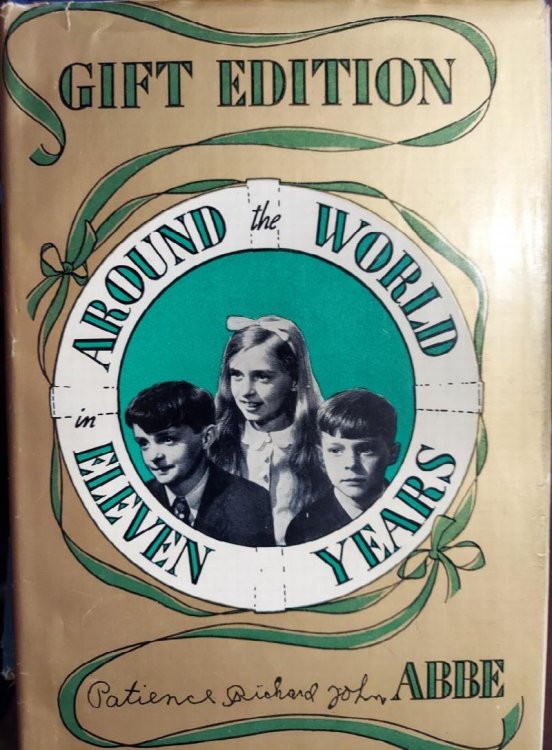 GIFT EDITION
AROUND the WORLD
in ELEVEN YEARS
Patience Richard John ABBE